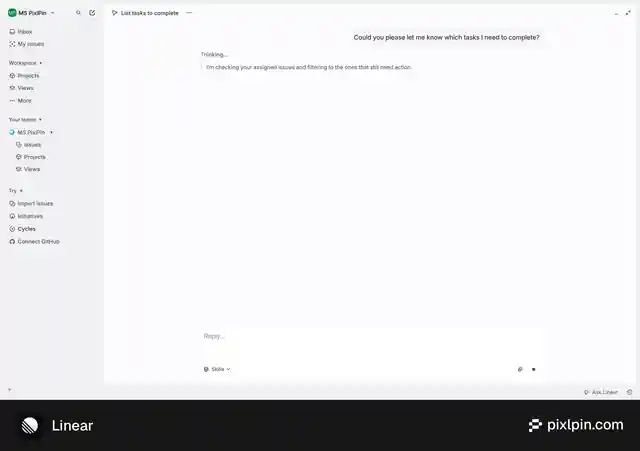 MS PixlPin
List tasks to complete
Inbox
My issues
Could you please let me know which tasks I need to complete?
Thinking...
I'm checking your assigned issues and filtering to the ones that still need action.
Workspace
Projects
Views
More
Your teams
MS PixlPin
Issues
Projects
Views
Try
Import issues
Initiatives
Cycles
Connect GitHub
Reply...
Skills
?
Ask Linear
Linear
pixlpin.com